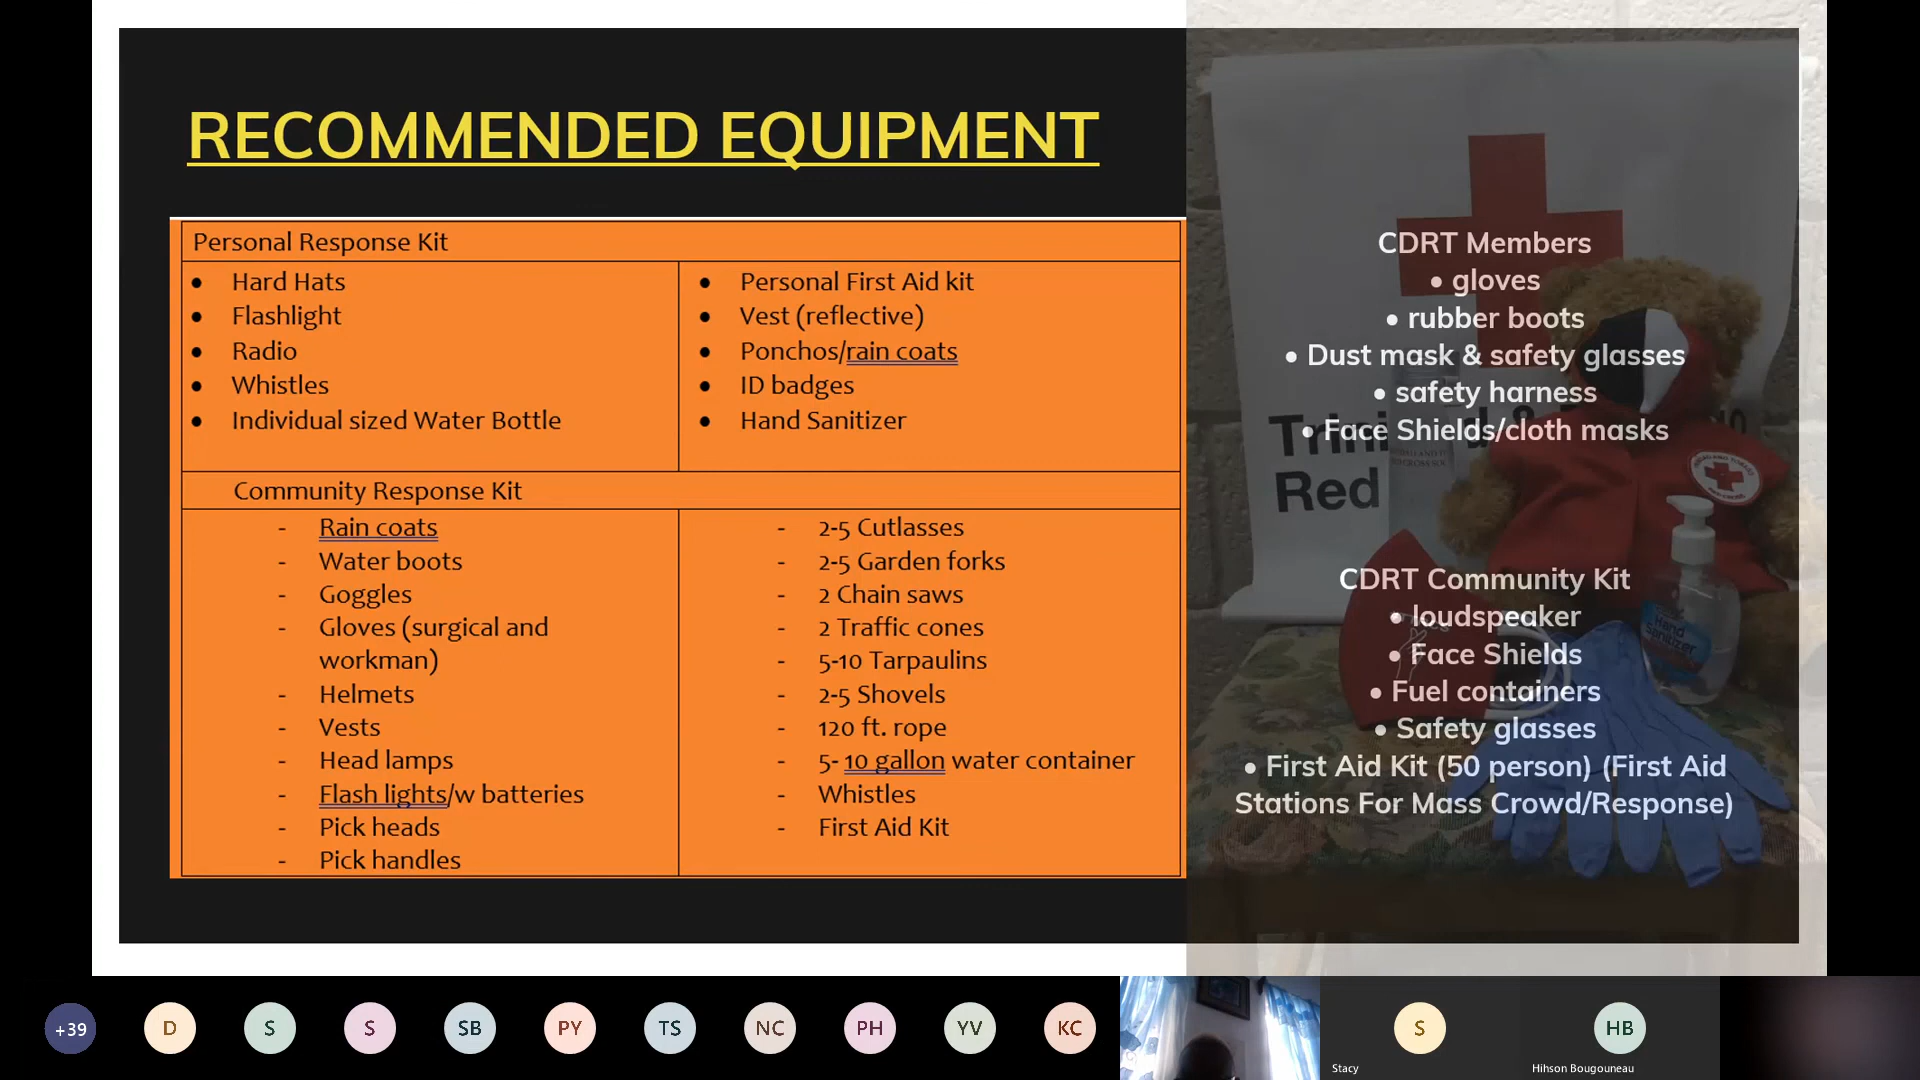 RECOMMENDED EQUIPMENT
Personal Response Kit
• Hard Hats
• Flashlight
• Radio
• Whistles
• Individual sized Water Bottle
• Personal First Aid kit
• Vest (reflective)
• Ponchos/rain coats
• ID badges
• Hand Sanitizer
Community Response Kit
- Rain coats
- Water boots
- Goggles
- Gloves (surgical and
workman)
- Helmets
- Vests
- Head lamps
- Flash lights/w batteries
- Pick heads
- Pick handles
- 2-5 Cutlasses
- 2-5 Garden forks
- 2 Chain saws
- 2 Traffic cones
- 5-10 Tarpaulins
- 2-5 Shovels
- 120 ft. rope
- 5- 10 gallon water container
- Whistles
- First Aid Kit
CDRT Members
• gloves
• rubber boots
• Dust mask & safety glasses
• safety harness
• Face Shields/cloth masks
Red
CDRT Community Kit
• loudspeaker
• Face Shields
• Fuel containers
• Safety glasses
• First Aid Kit (50 person) (First Aid
Stations For Mass Crowd/Response)
Hand
Sanitizer
+39
D
S
S
SB
PY
TS
NC
PH
YV
KC
S
Stacy
HB
Hihson Bougouneau